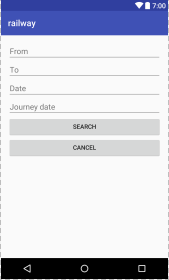 7:00
railway
From
To
Date
Journey date
SEARCH
CANCEL